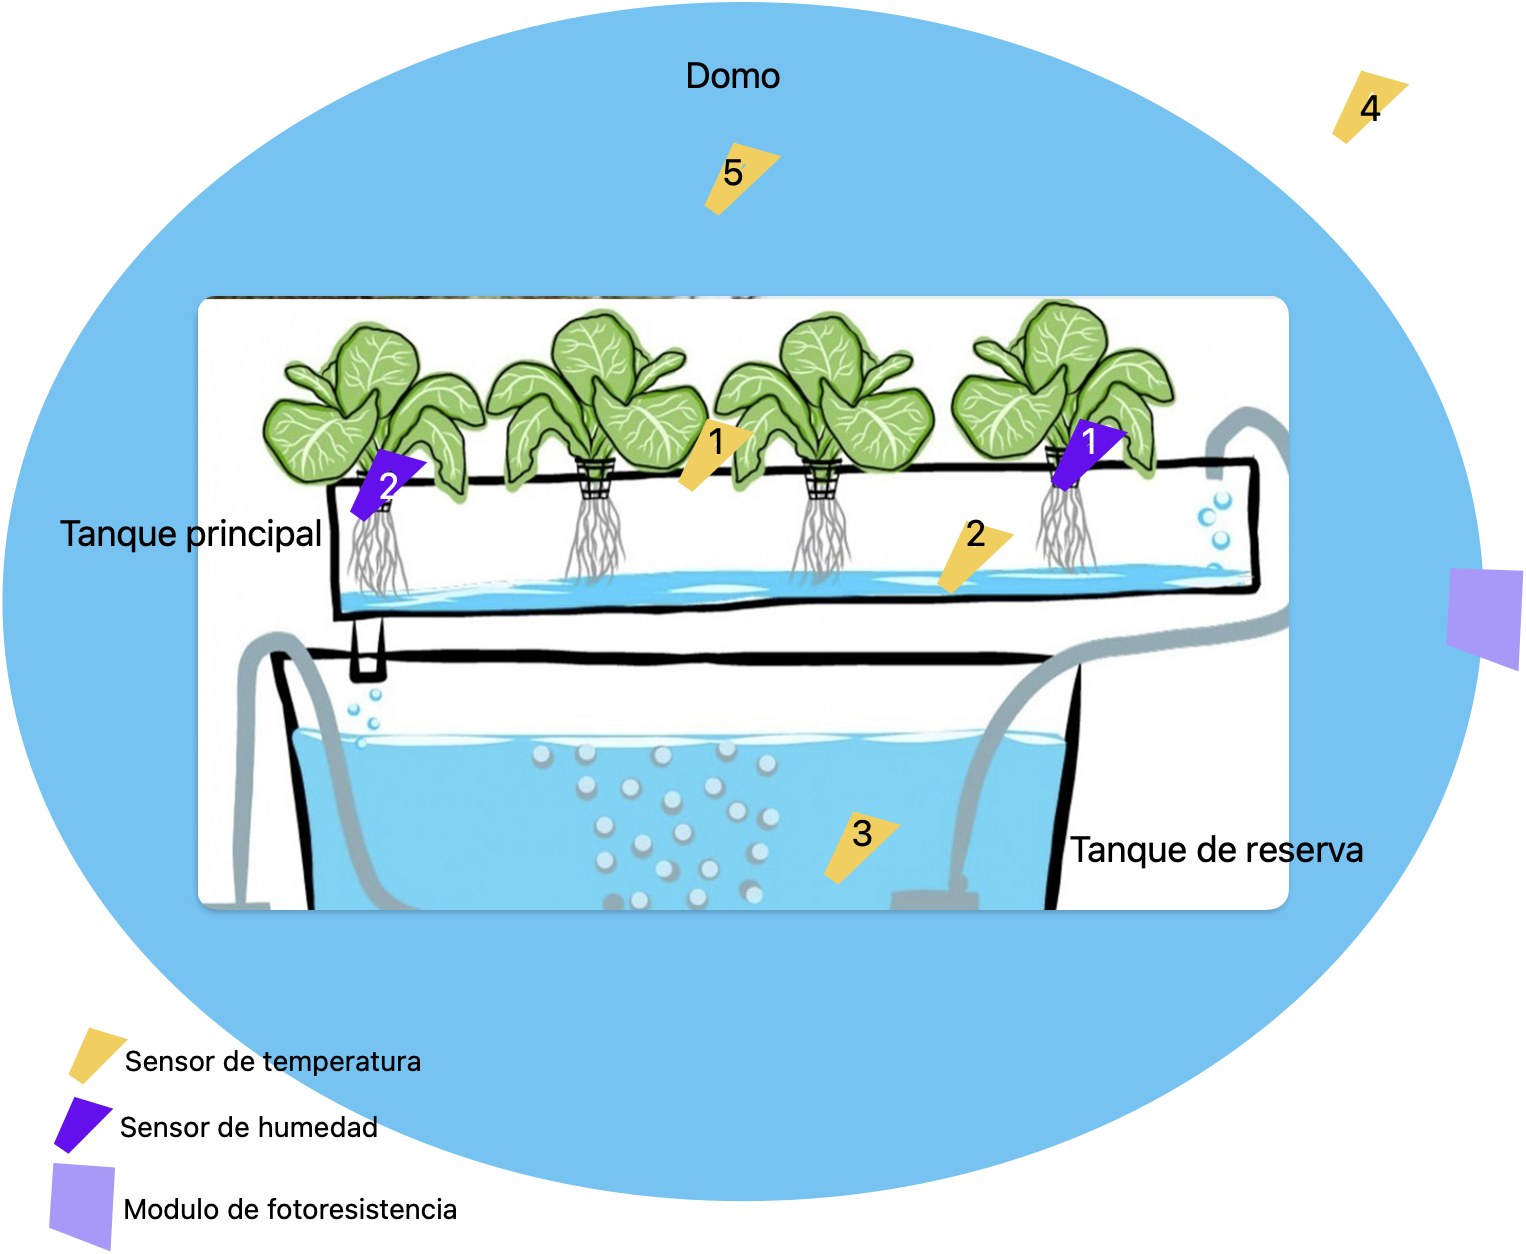 Domo
4
5
1
1
2
Tanque principal
2
3
Tanque de reserva
Sensor de temperatura
Sensor de humedad
Modulo de fotoresistencia